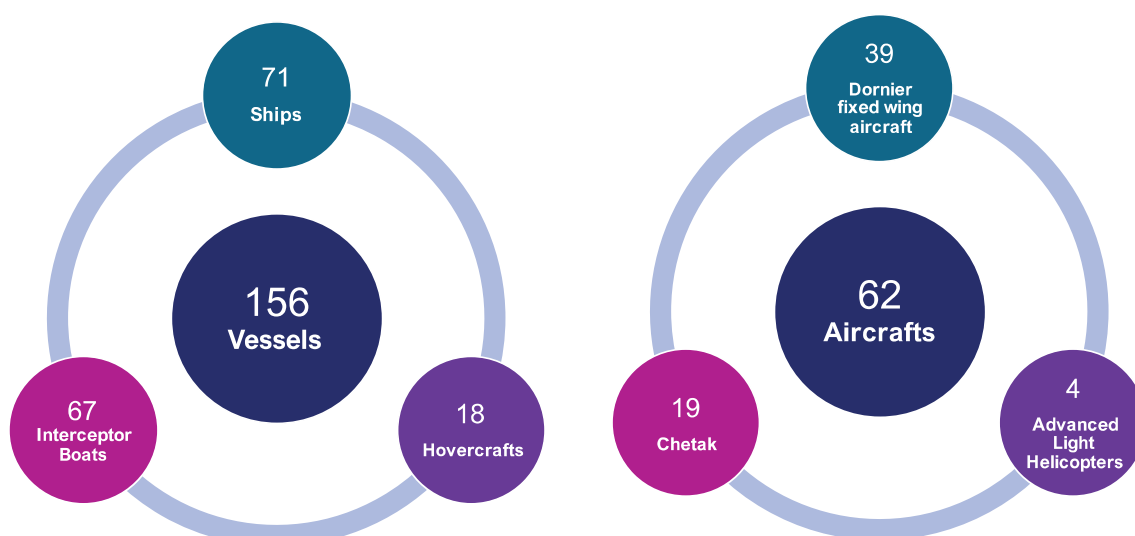 71
Ships
156
Vessels
67
Interceptor
Boats
18
Hovercrafts
39
Dornier
fixed wing
aircraft
62
Aircrafts
19
Chetak
4
Advanced
Light
Helicopters